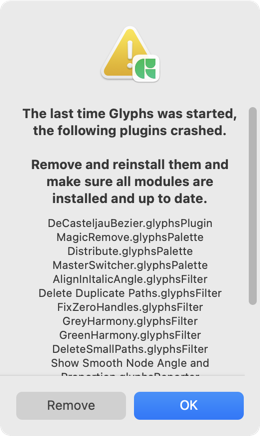 The last time Glyphs was started,
the following plugins crashed.
Remove and reinstall them and
make sure all modules are
installed and up to date.
DeCasteljauBezier.glyphsPlugin
MagicRemove.glyphsPalette
Distribute.glyphsPalette
MasterSwitcher.glyphsPalette
AlignInItalicAngle.glyphsFilter
Delete Duplicate Paths.glyphsFilter
FixZeroHandles.glyphsFilter
GreyHarmony.glyphsFilter
GreenHarmony.glyphsFilter
DeleteSmallPaths.glyphsFilter
Show Smooth Node Angle and
Proportion.glyphsReporter
Remove
OK